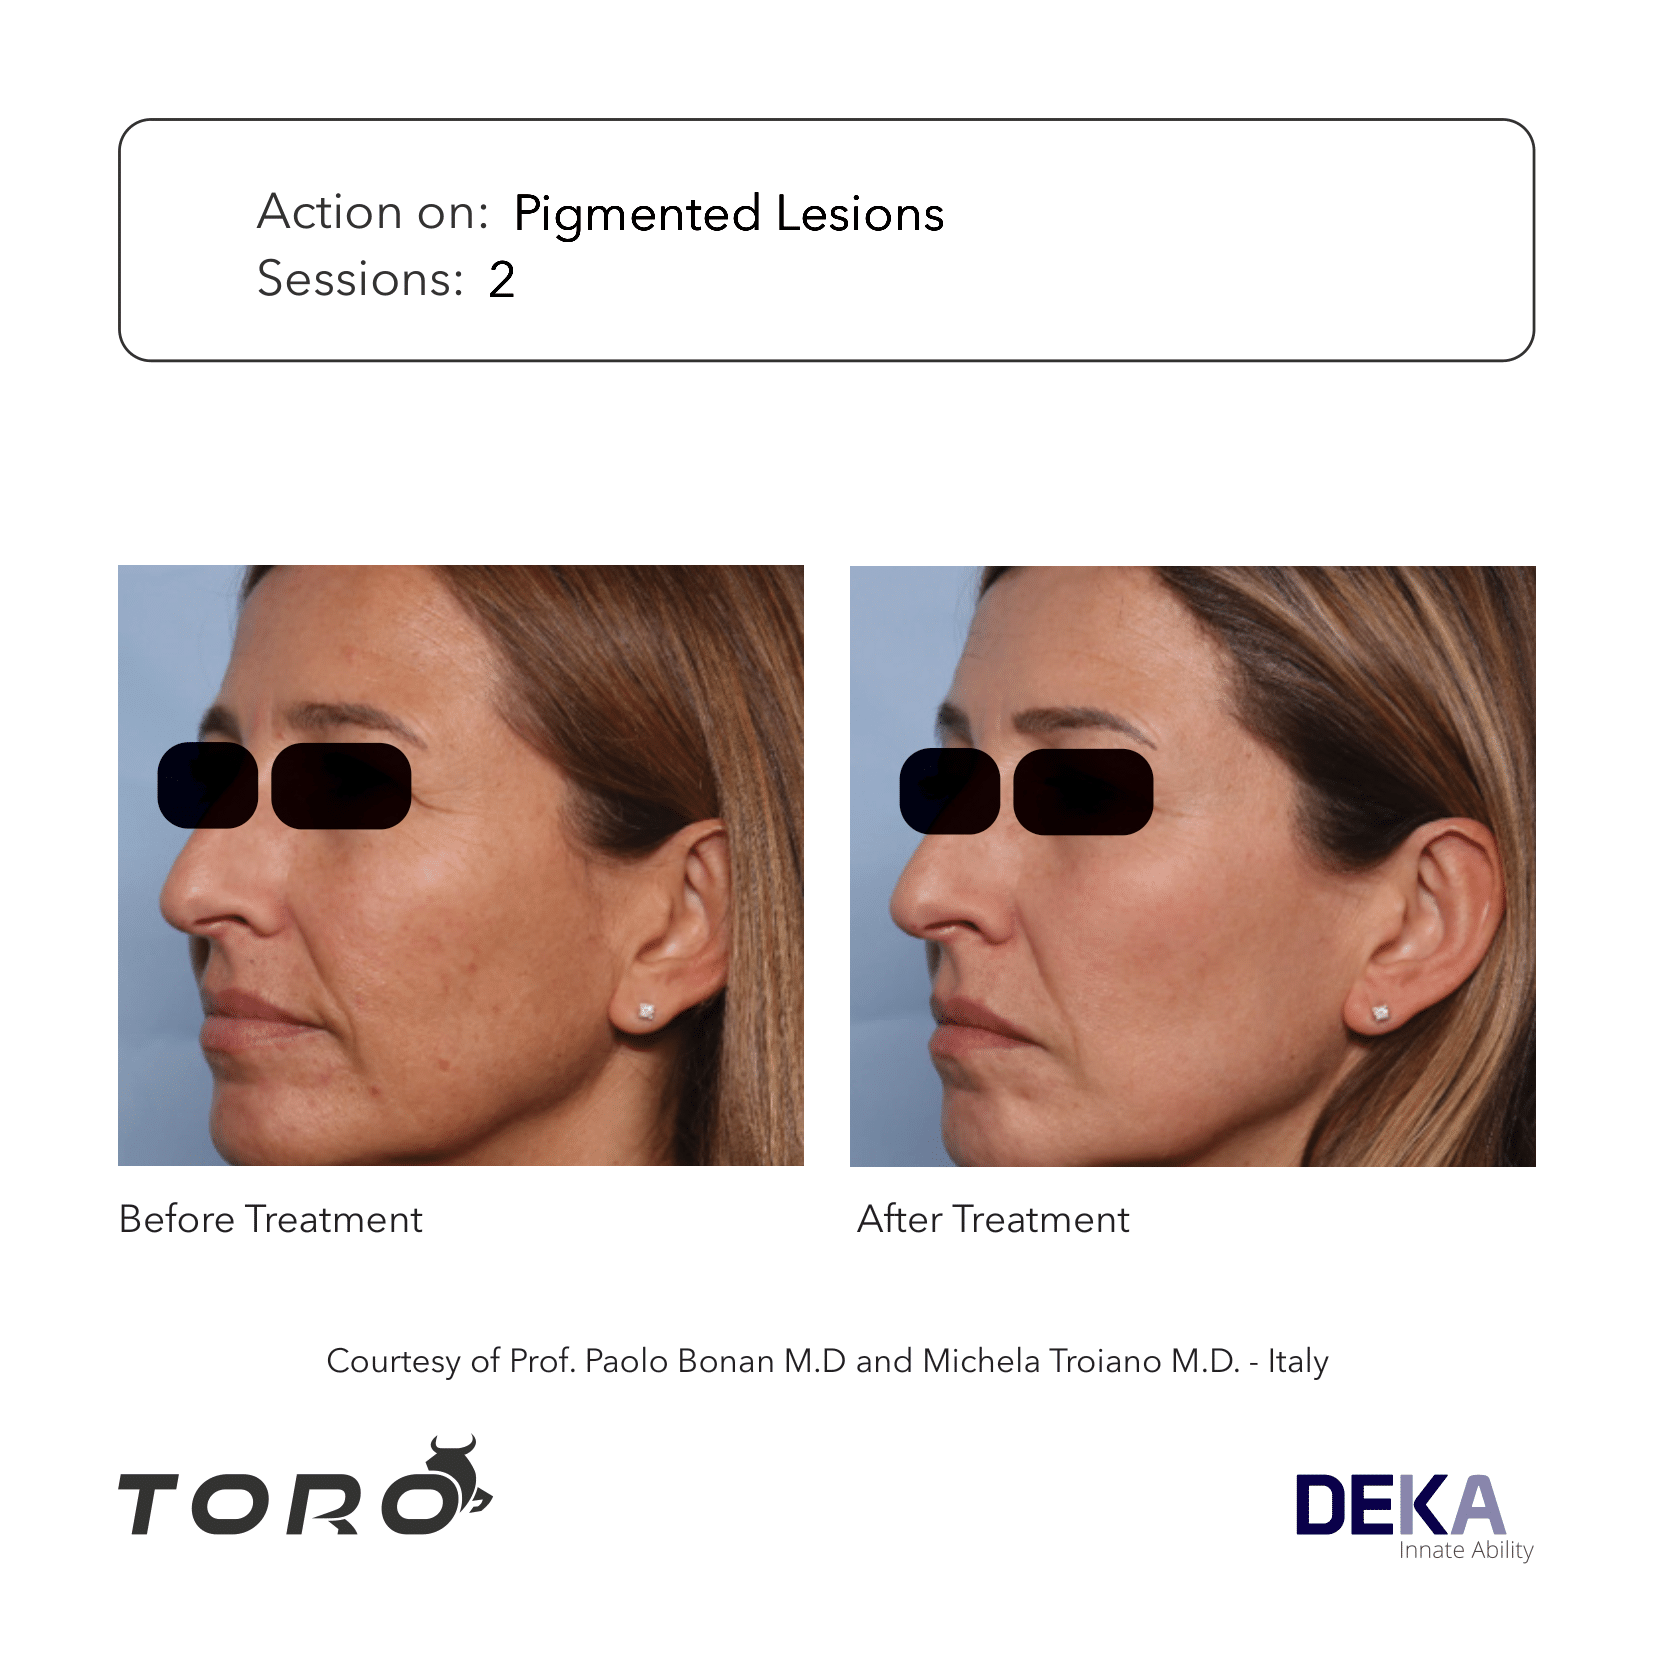 Action on: Pigmented Lesions
Sessions: 2
Before Treatment
After Treatment
Courtesy of Prof. Paolo Bonan M.D and Michela Troiano M.D. - Italy
TORO
DEKA
Innate Ability